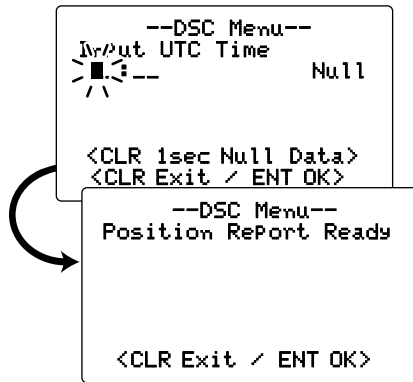 --DSC Menu--
Input UTC Time
█.:__ Null
<CLR 1sec Null Data>
<CLR Exit / ENT OK>
--DSC Menu--
Position RePort Ready
<CLR Exit / ENT OK>